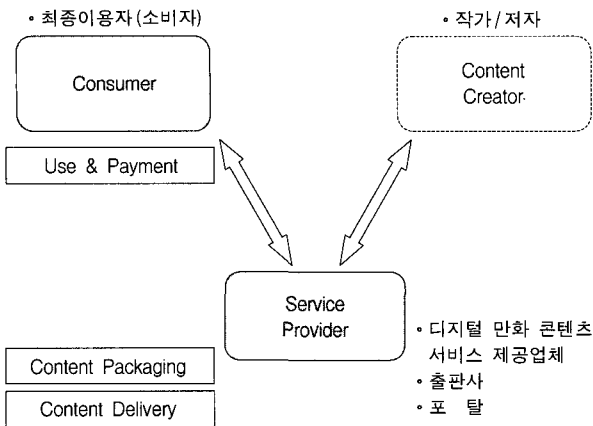 ∘ 최종이용자(소비자)
∘ 작가/저자
Consumer
Content
Creator
Use & Payment
Service
Provider
∘ 디지털 만화 콘텐츠
서비스 제공업체
∘ 출판사
∘ 포 탈
Content Packaging
Content Delivery